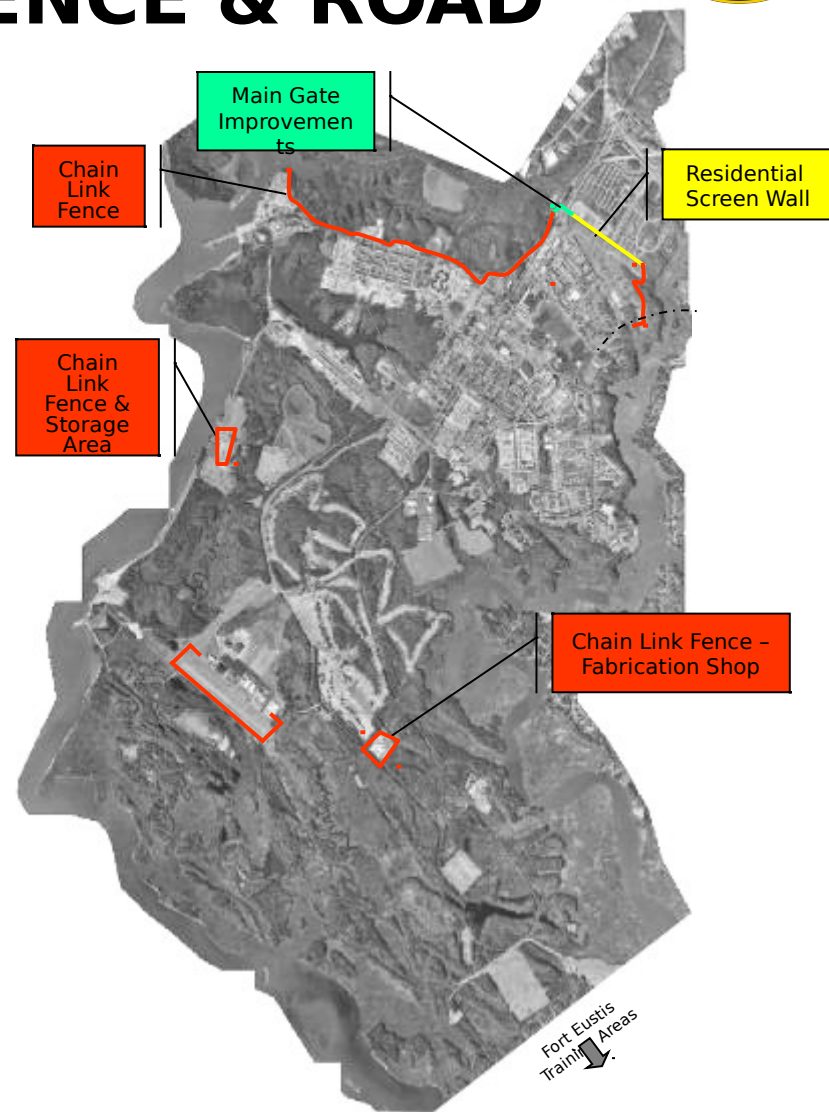 ENCE & ROAD
Main Gate
Improvemen
ts
Chain
Link
Fence
Residential
Screen Wall
Chain
Link
Fence &
Storage
Area
Chain Link Fence –
Fabrication Shop
Fort Eustis
Training Areas